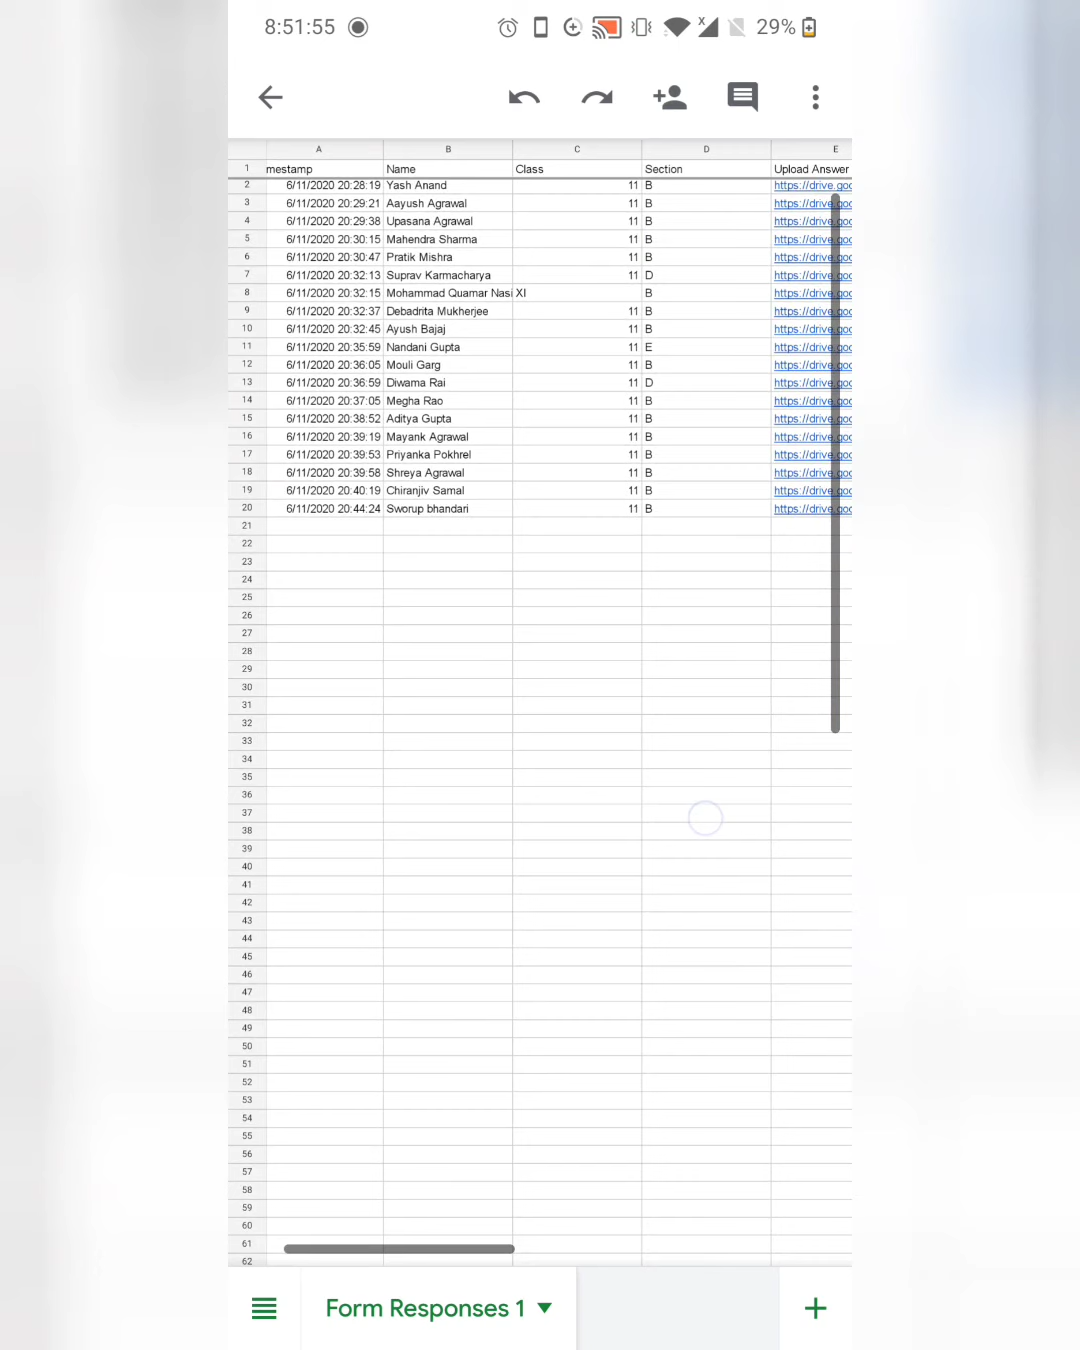 8:51:55 29%
A B C D E
1 mestamp Name Class Section Upload Answer
2 6/11/2020 20:28:19 Yash Anand 11 B https://drive.goo
3 6/11/2020 20:29:21 Aayush Agrawal 11 B https://drive.goo
4 6/11/2020 20:29:38 Upasana Agrawal 11 B https://drive.goo
5 6/11/2020 20:30:15 Mahendra Sharma 11 B https://drive.goo
6 6/11/2020 20:30:47 Pratik Mishra 11 B https://drive.goo
7 6/11/2020 20:32:13 Suprav Karmacharya 11 D https://drive.goo
8 6/11/2020 20:32:15 Mohammad Quamar Nasi XI B https://drive.goo
9 6/11/2020 20:32:37 Debadrita Mukherjee 11 B https://drive.goo
10 6/11/2020 20:32:45 Ayush Bajaj 11 B https://drive.goo
11 6/11/2020 20:35:59 Nandani Gupta 11 E https://drive.goo
12 6/11/2020 20:36:05 Mouli Garg 11 B https://drive.goo
13 6/11/2020 20:36:59 Diwama Rai 11 D https://drive.goo
14 6/11/2020 20:37:05 Megha Rao 11 B https://drive.goo
15 6/11/2020 20:38:52 Aditya Gupta 11 B https://drive.goo
16 6/11/2020 20:39:19 Mayank Agrawal 11 B https://drive.goo
17 6/11/2020 20:39:53 Priyanka Pokhrel 11 B https://drive.goo
18 6/11/2020 20:39:58 Shreya Agrawal 11 B https://drive.goo
19 6/11/2020 20:40:19 Chiranjiv Samal 11 B https://drive.goo
20 6/11/2020 20:44:24 Sworup bhandari 11 B https://drive.goo
21
22
23
24
25
26
27
28
29
30
31
32
33
34
35
36
37
38
39
40
41
42
43
44
45
46
47
48
49
50
51
52
53
54
55
56
57
58
59
60
61
62
Form Responses 1